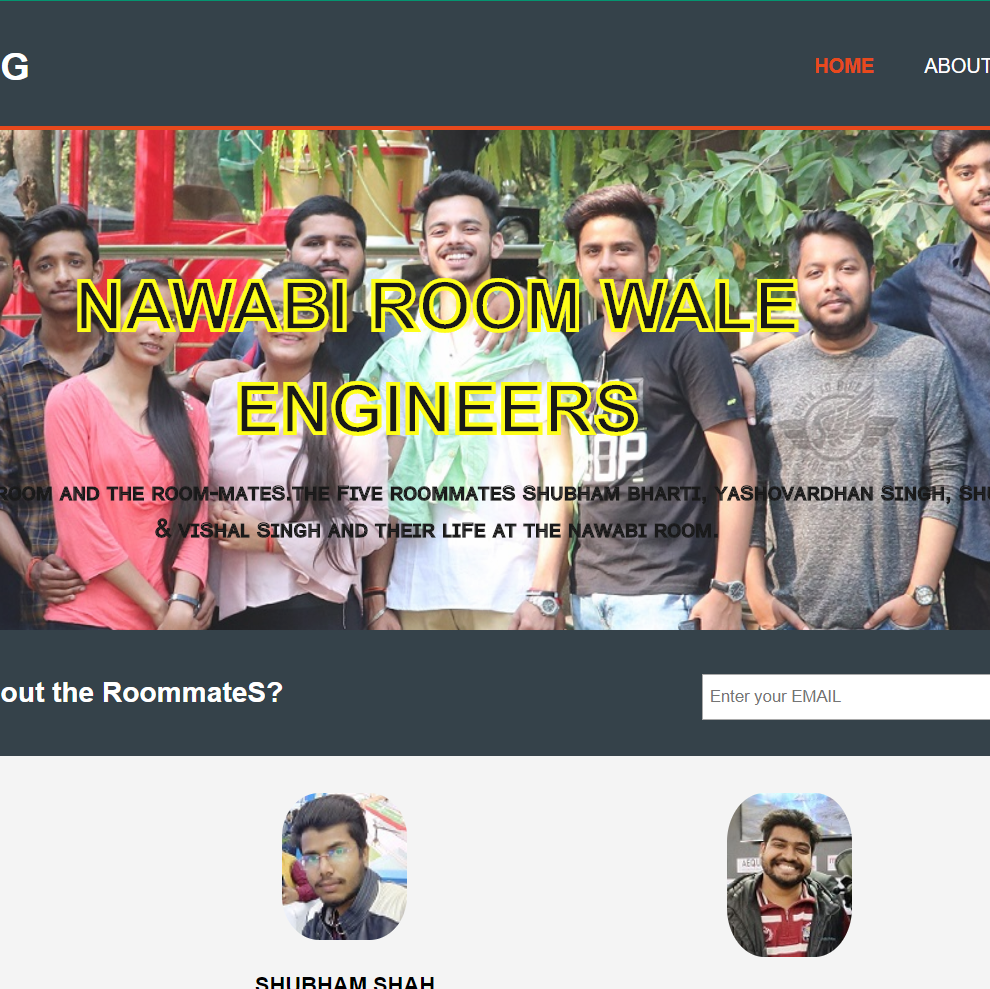 G
HOME ABOUT
NAWABI ROOM WALE
ENGINEERS
ROOM AND THE ROOM-MATES.THE FIVE ROOMMATES SHUBHAM BHARTI, YASHOVARDHAN SINGH, SHU
& VISHAL SINGH AND THEIR LIFE AT THE NAWABI ROOM.
out the RoommateS?
Enter your EMAIL
SHUBHAM SHAH